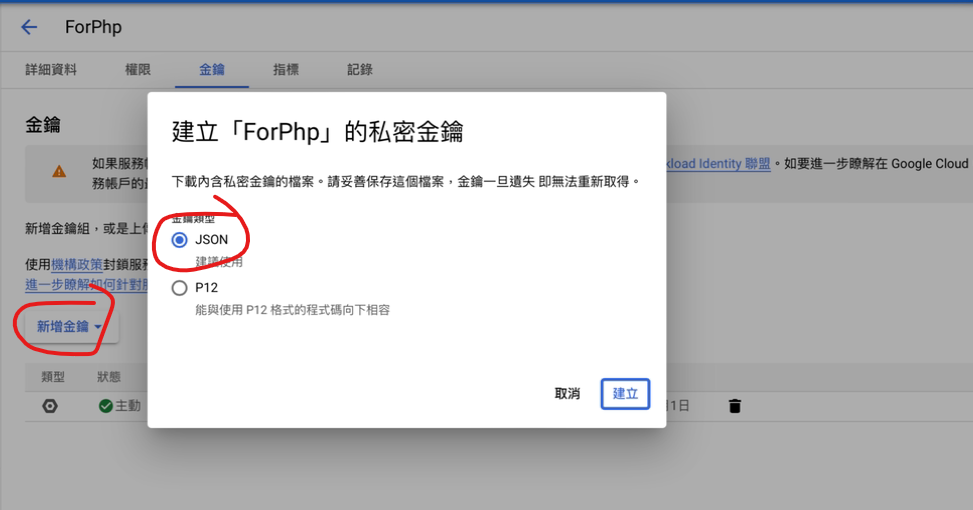 ForPhp
詳細資料 權限 金鑰 指標 記錄
金鑰
建立「ForPhp」的私密金鑰
如果服務
load Identity 聯盟。如要進一步瞭解在 Google Cloud
務帳戶的
下載內含私密金鑰的檔案。請妥善保存這個檔案，金鑰一旦遺失 即無法重新取得。
金鑰類型
新增金鑰組，或是上
JSON
建議使用
使用機構政策封鎖服
進一步瞭解如何針對
P12
能與使用 P12 格式的程式碼向下相容
新增金鑰
類型 狀態
取消 建立
主動
1日